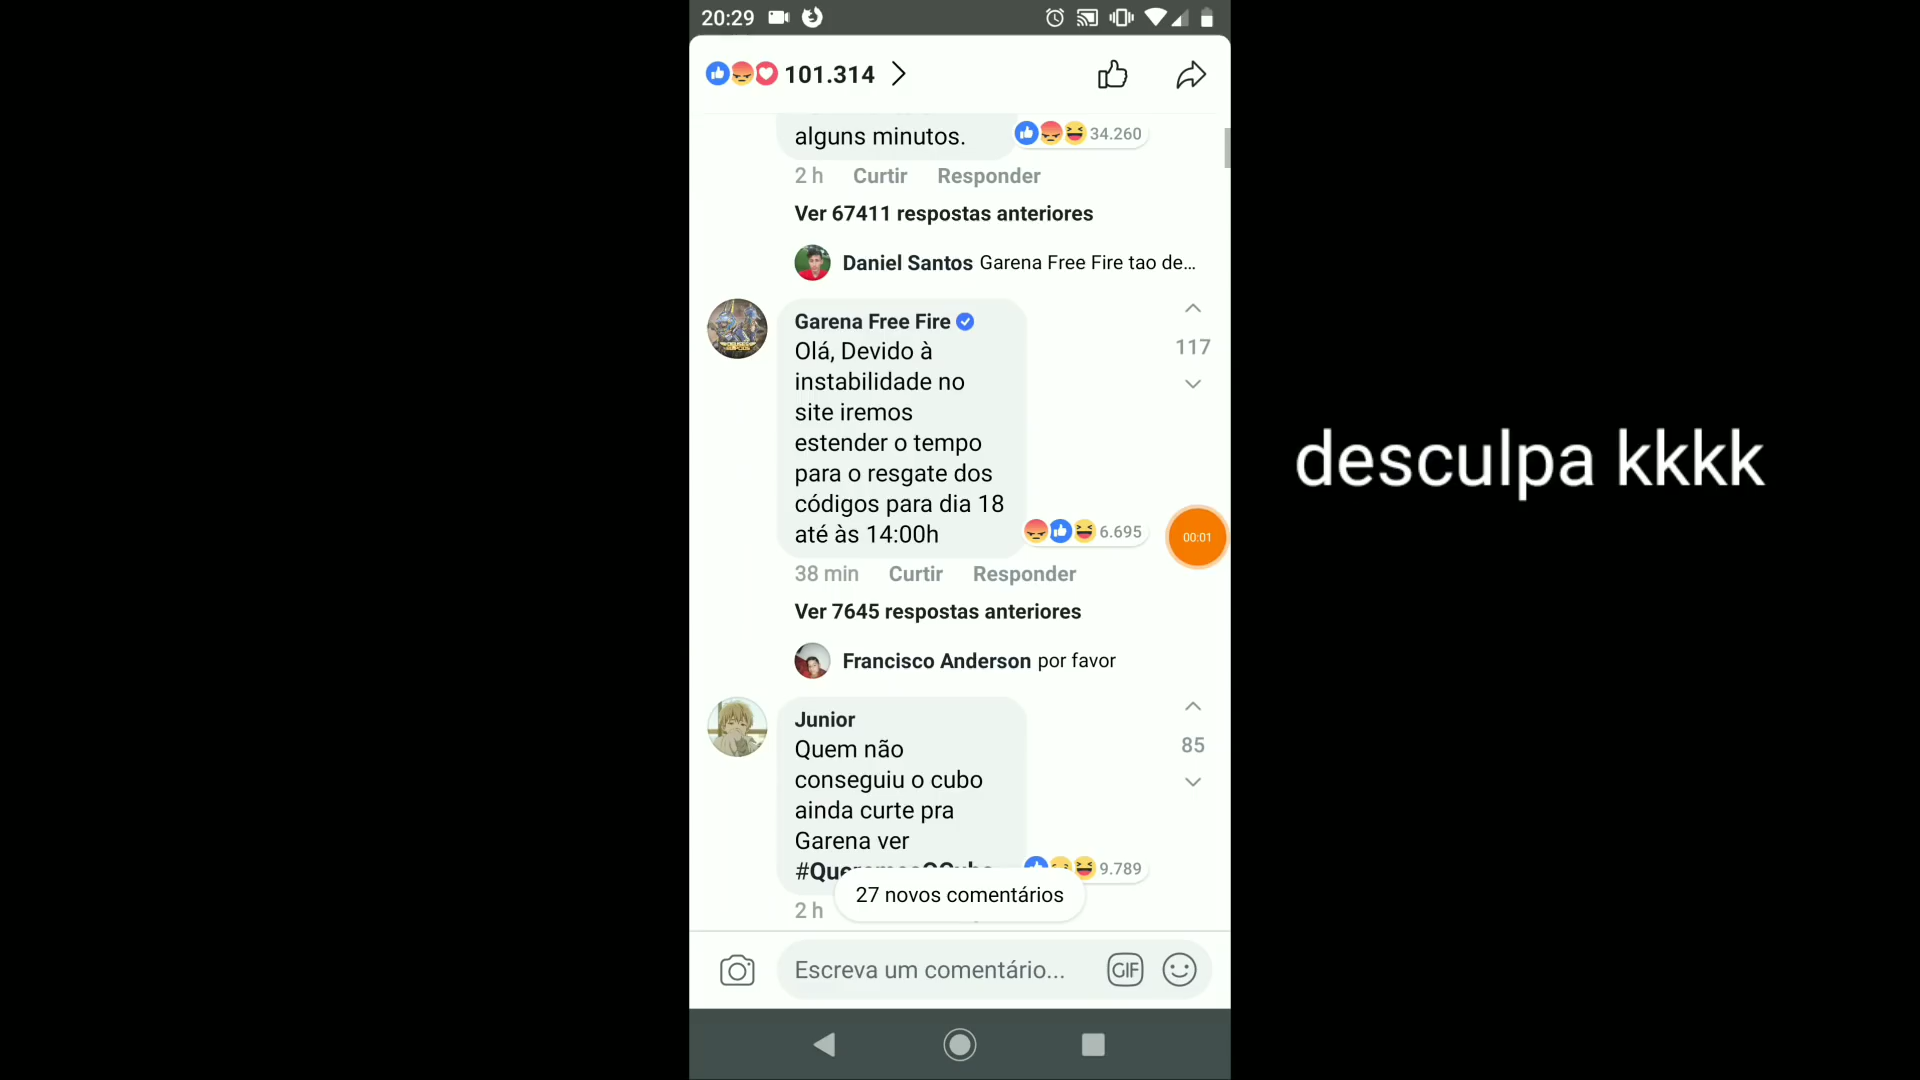 20:29
101.314
alguns minutos.
34.260
2 h Curtir Responder
Ver 67411 respostas anteriores
Daniel Santos Garena Free Fire tao de...
Garena Free Fire
Olá, Devido à
instabilidade no
site iremos
estender o tempo
para o resgate dos
códigos para dia 18
até às 14:00h
117
6.695
00:01
38 min Curtir Responder
Ver 7645 respostas anteriores
Francisco Anderson por favor
Junior
Quem não
conseguiu o cubo
ainda curte pra
Garena ver
85
9.789
27 novos comentários
2 h
Escreva um comentário...
GIF
desculpa kkkk